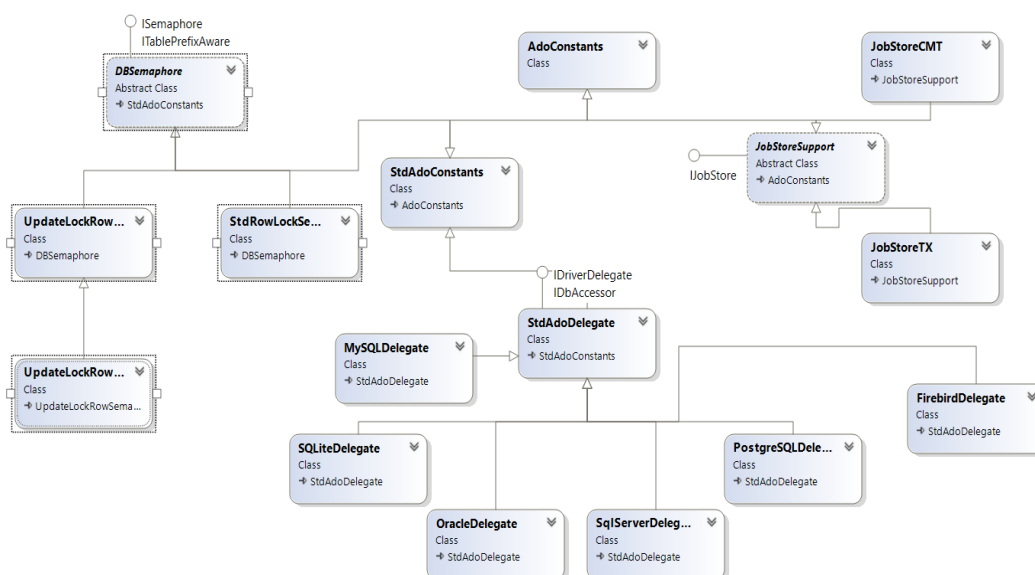 ISemaphore
ITablePrefixAware
DBSemaphore
Abstract Class
StdAdoConstants
AdoConstants
Class
JobStoreCMT
Class
JobStoreSupport
IJobStore
JobStoreSupport
Abstract Class
AdoConstants
StdAdoConstants
Class
AdoConstants
UpdateLockRow...
Class
DBSemaphore
StdRowLockSe...
Class
DBSemaphore
JobStoreTX
Class
JobStoreSupport
IDriverDelegate
IDbAccessor
StdAdoDelegate
Class
StdAdoConstants
MySQLDelegate
Class
StdAdoDelegate
UpdateLockRow...
Class
UpdateLockRowSema...
FirebirdDelegate
Class
StdAdoDelegate
SQLiteDelegate
Class
StdAdoDelegate
PostgreSQLDele...
Class
StdAdoDelegate
OracleDelegate
Class
StdAdoDelegate
SqlServerDeleg...
Class
StdAdoDelegate